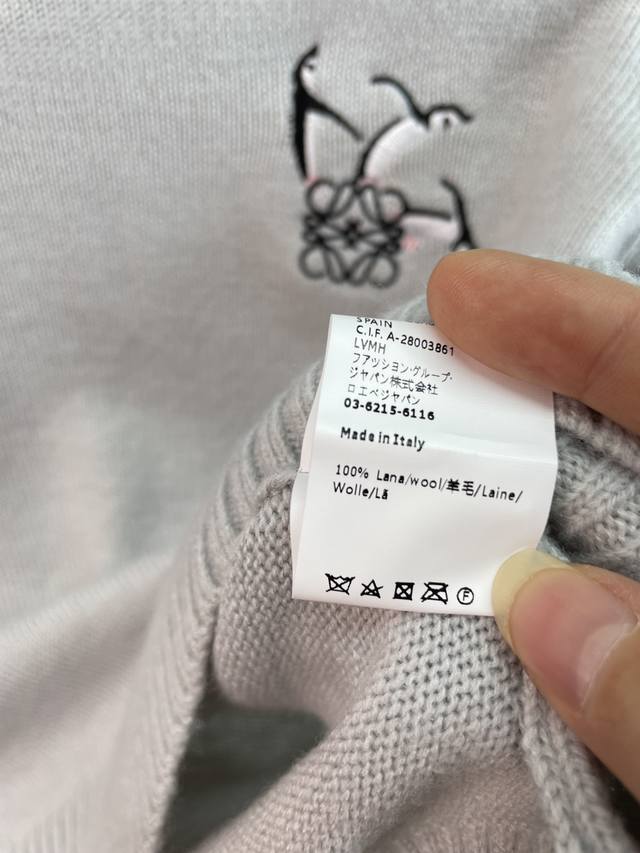 SPAIN
C.I.F. A-28003861
LVMH
ファッション・グループ・
ジャパン株式会社
ロエベジャパン
03-6215-6116
Made in Italy
100% Lana/wool/羊毛/Laine/
Wolle/Lã
F